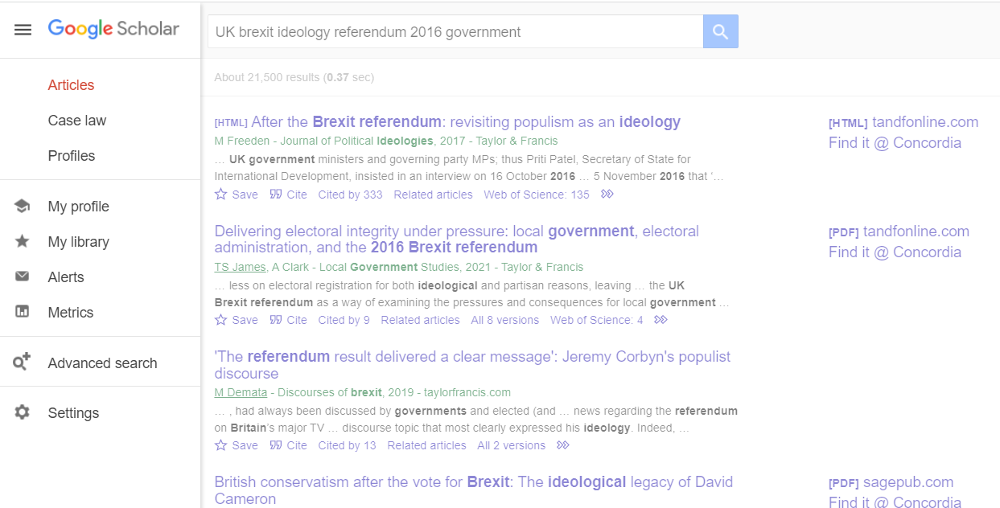 Google Scholar
UK brexit ideology referendum 2016 government
Articles
Case law
Profiles
My profile
My library
Alerts
Metrics
Advanced search
Settings
About 21,500 results (0.37 sec)
[HTML] After the Brexit referendum: revisiting populism as an ideology
M Freeden - Journal of Political Ideologies, 2017 - Taylor & Francis
… UK government ministers and governing party MPs; thus Priti Patel, Secretary of State for
International Development, insisted in an interview on 16 October 2016 … 5 November 2016 that ‘…
Save Cite Cited by 333 Related articles Web of Science: 135
[HTML] tandfonline.com
Find it @ Concordia
Delivering electoral integrity under pressure: local government, electoral
administration, and the 2016 Brexit referendum
TS James, A Clark - Local Government Studies, 2021 - Taylor & Francis
… less on electoral registration for both ideological and partisan reasons, leaving … the UK
Brexit referendum as a way of examining the pressures and consequences for local government …
Save Cite Cited by 9 Related articles All 8 versions Web of Science: 4
[PDF] tandfonline.com
Find it @ Concordia
'The referendum result delivered a clear message': Jeremy Corbyn's populist
discourse
M Demata - Discourses of brexit, 2019 - taylorfrancis.com
… , had always been discussed by governments and elected (and … news regarding the referendum
on Britain's major TV … discourse topic that most clearly expressed his ideology. Indeed, …
Save Cite Cited by 13 Related articles All 2 versions
British conservatism after the vote for Brexit: The ideological legacy of David
Cameron
[PDF] sagepub.com
Find it @ Concordia